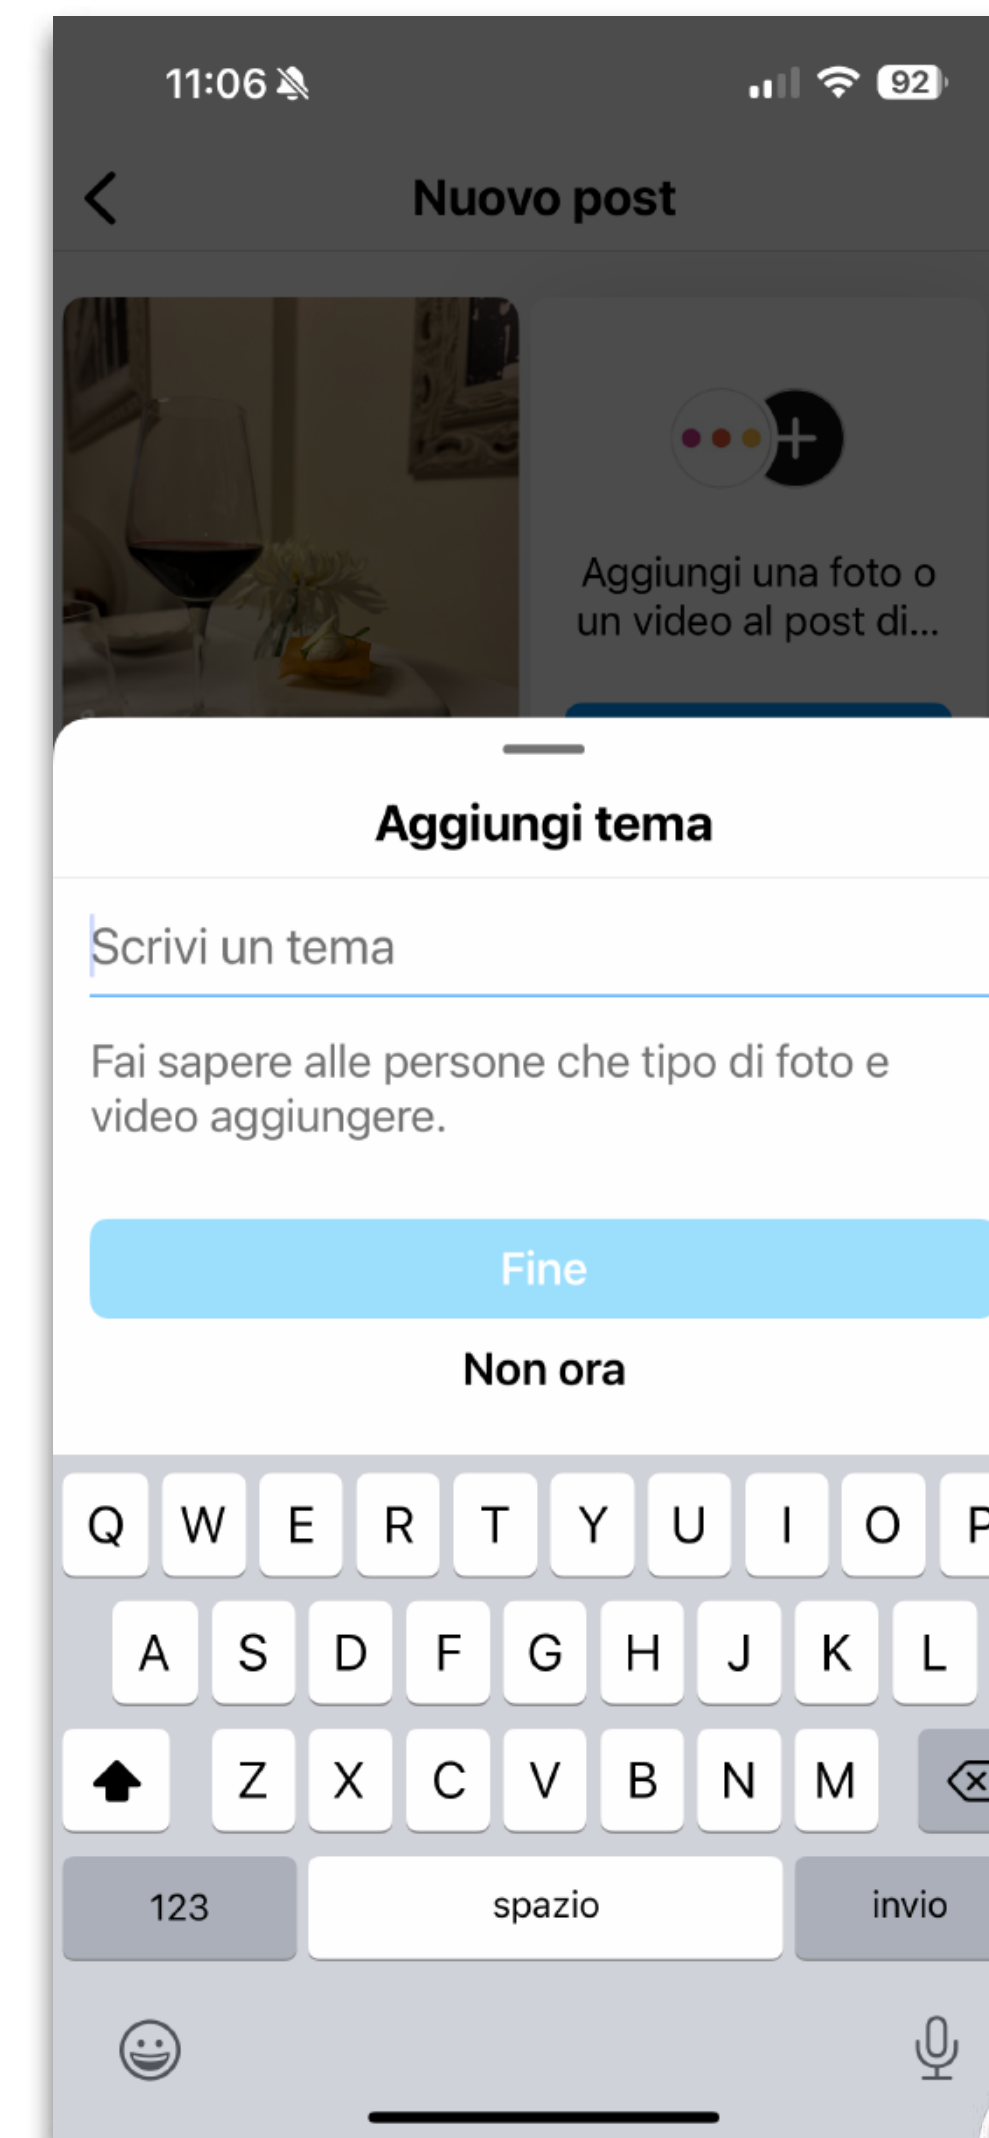 11:06
92
Nuovo post
Aggiungi una foto o
un video al post di...
Aggiungi tema
Scrivi un tema
Fai sapere alle persone che tipo di foto e
video aggiungere.
Fine
Non ora
Q W E R T Y U I O P
A S D F G H J K L
Z X C V B N M
123 spazio invio